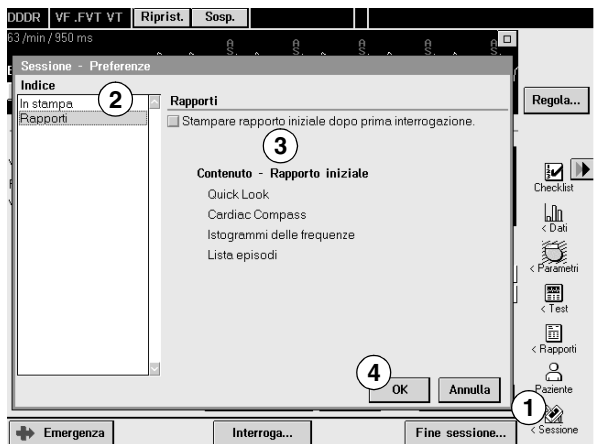 DDDR VF .FVT VT Riprist. Sosp.
63 /min / 950 ms
Sessione - Preferenze
Indice
In stampa
Rapporti
2
Rapporti
Stampare rapporto iniziale dopo prima interrogazione.
3
Contenuto - Rapporto iniziale
Quick Look
Cardiac Compass
Istogrammi delle frequenze
Lista episodi
4
OK Annulla
Regola...
Checklist
< Dati
< Parametri
< Test
< Rapporti
Paziente
1
< Sessione
Emergenza Interroga... Fine sessione...